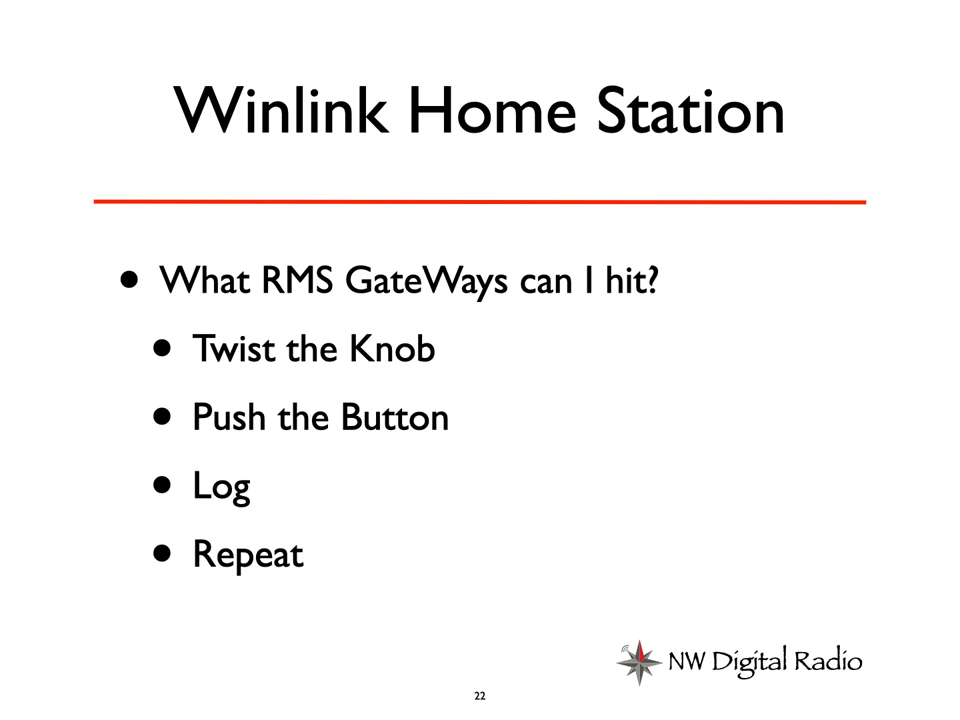 Winlink Home Station
• What RMS GateWays can I hit?
• Twist the Knob
• Push the Button
• Log
• Repeat
NW Digital Radio
22